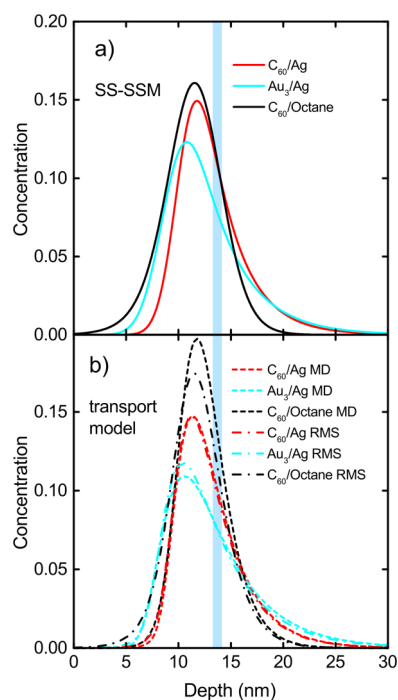 0.20
a)
SS-SSM
C60/Ag
Au3/Ag
C60/Octane
0.15
0.10
0.05
0.00
Concentration
b)
transport
model
C60/Ag MD
Au3/Ag MD
C60/Octane MD
C60/Ag RMS
Au3/Ag RMS
C60/Octane RMS
0.15
0.10
0.05
0.00
Concentration
0 5 10 15 20 25 30
Depth (nm)